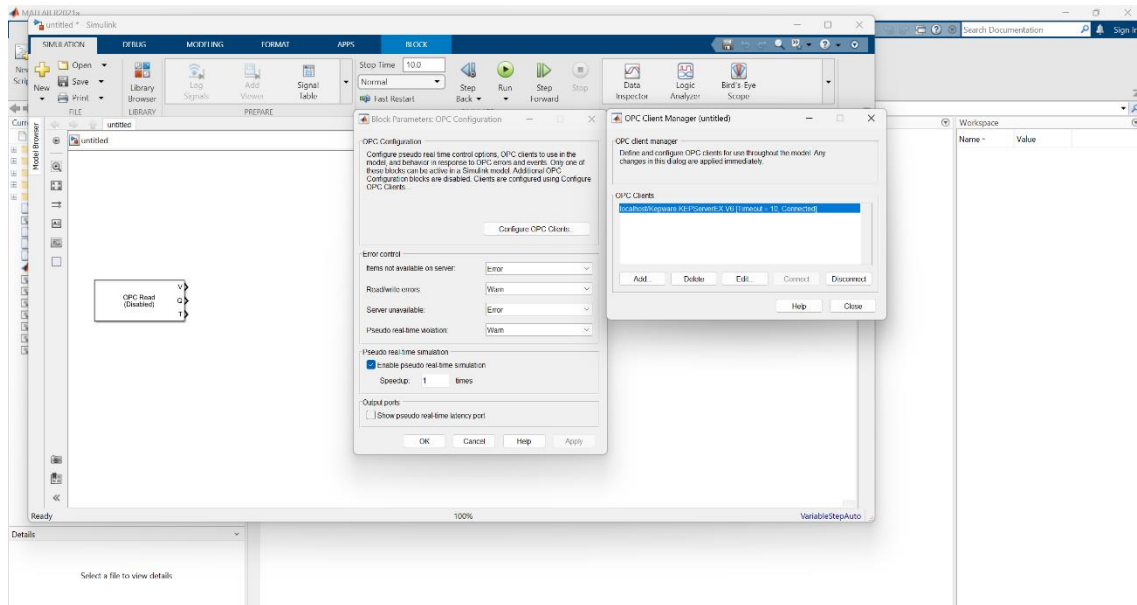 MATLAB R2021a
untitled * - Simulink
Search Documentation
Sign In
SIMULATION DEBUG MODELING FORMAT APPS BLOCK
New
Open
Save
Print
FILE
Library Browser
LIBRARY
Log Signals
Add Viewer
Signal Table
PREPARE
Stop Time 10.0
Normal
Fast Restart
Step Back
Run
Step Forward
Stop
Data Inspector
Logic Analyzer
Bird's Eye Scope
untitled
untitled
Model Browser
OPC Read
(Disabled)
V
Q
T
Block Parameters: OPC Configuration
OPC Configuration
Configure pseudo real time control options, OPC clients to use in the
model, and behavior in response to OPC errors and events. Only one of
these blocks can be active in a Simulink model. Additional OPC
Configuration blocks are disabled. Clients are configured using Configure
OPC Clients...
Configure OPC Clients...
Error control
Items not available on server: Error
Read/write errors: Warn
Server unavailable: Error
Pseudo real-time violation: Warn
Pseudo real-time simulation
Enable pseudo real-time simulation
Speedup: 1 times
Output ports
Show pseudo real-time latency port
OK Cancel Help Apply
OPC Client Manager (untitled)
OPC client manager
Define and configure OPC clients for use throughout the model. Any
changes in this dialog are applied immediately.
OPC Clients
localhost/Kepware.KEPServerEX.V6 [Timeout = 10, Connected]
Add... Delete Edit... Connect Disconnect
Help Close
Workspace
Name Value
Ready 100% VariableStepAuto
Details
Select a file to view details